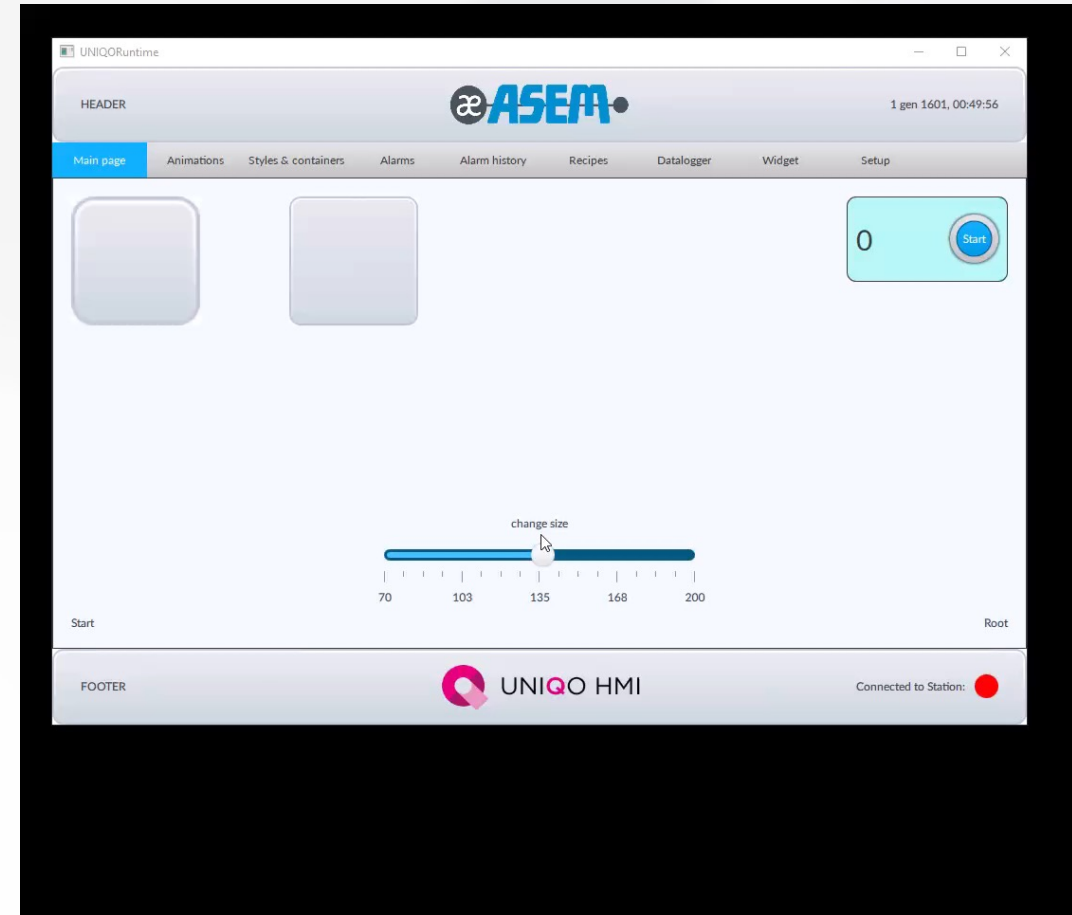 UNIQORuntime
HEADER
æ ASEM
1 gen 1601, 00:49:56
Main page Animations Styles & containers Alarms Alarm history Recipes Datalogger Widget Setup
0
Start
change size
70 103 135 168 200
Start
Root
FOOTER
UNIQO HMI
Connected to Station: